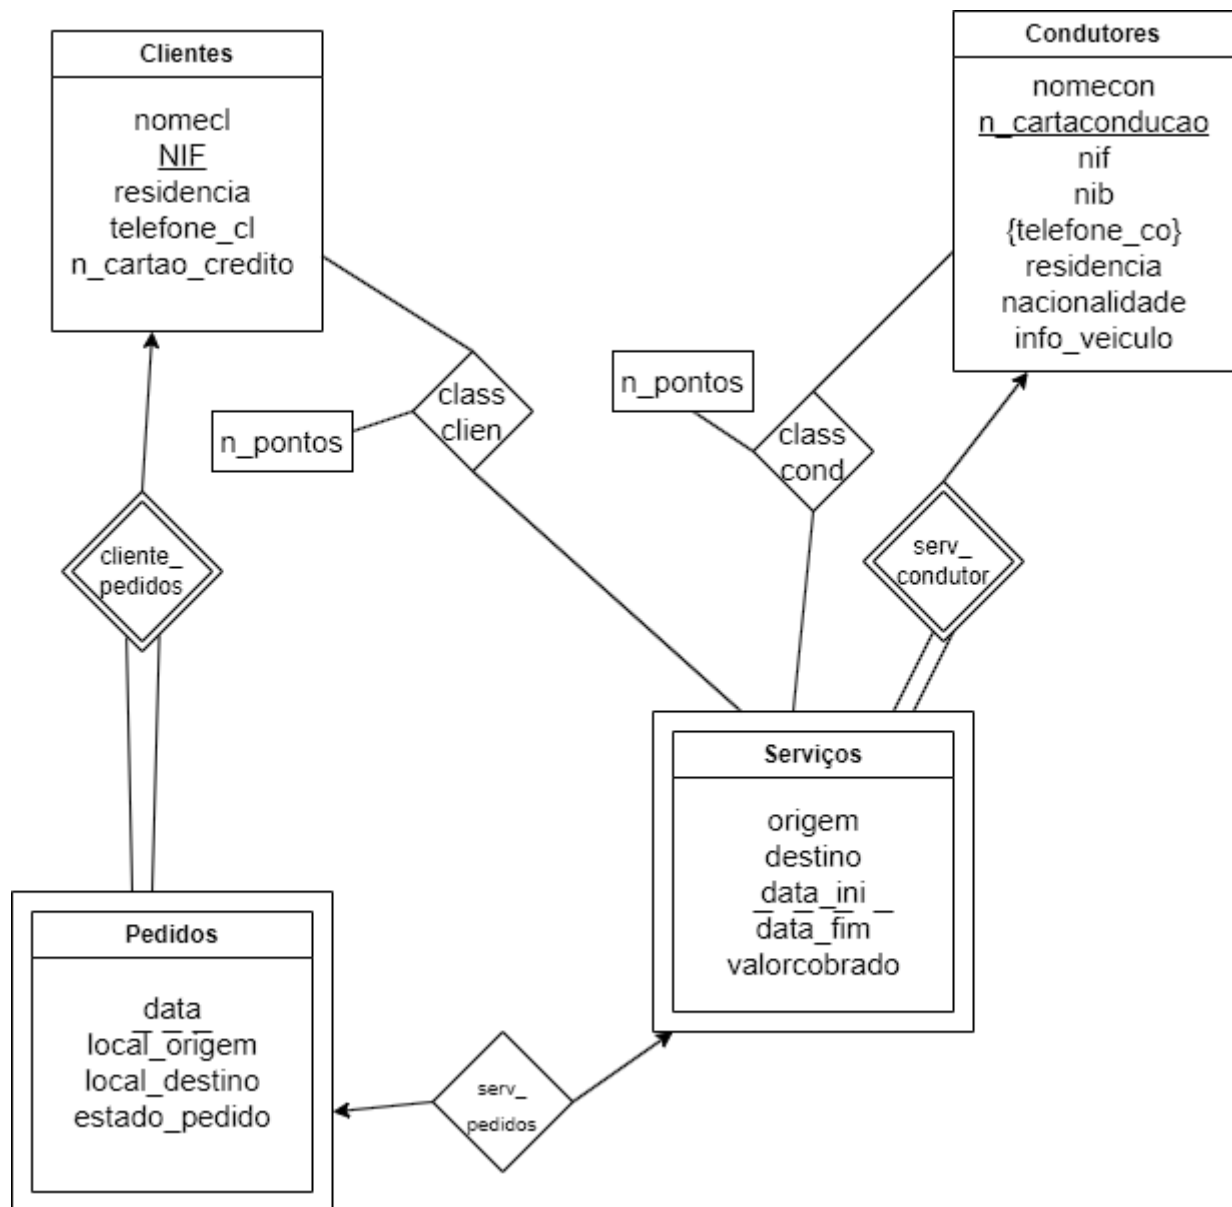 Clientes
nomecl
NIF
residencia
telefone_cl
n_cartao_credito
Condutores
nomecon
n_cartaconducao
nif
nib
{telefone_co}
residencia
nacionalidade
info_veiculo
n_pontos
class
clien
n_pontos
class
cond
cliente_
pedidos
serv_
condutor
Serviços
origem
destino
data_ini
data_fim
valorcobrado
Pedidos
data
local_origem
local_destino
estado_pedido
serv_
pedidos